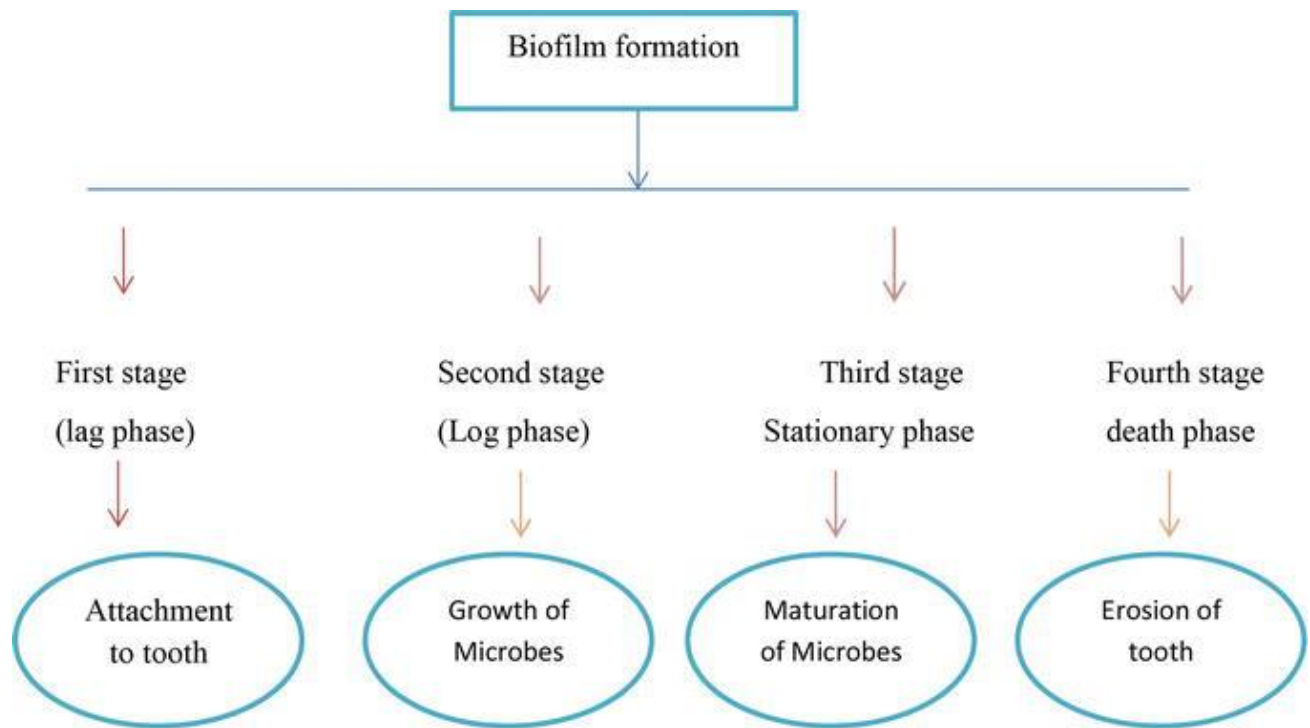 Biofilm formation
First stage
(lag phase)
Second stage
(Log phase)
Third stage
Stationary phase
Fourth stage
death phase
Attachment
to tooth
Growth of
Microbes
Maturation
of Microbes
Erosion of
tooth